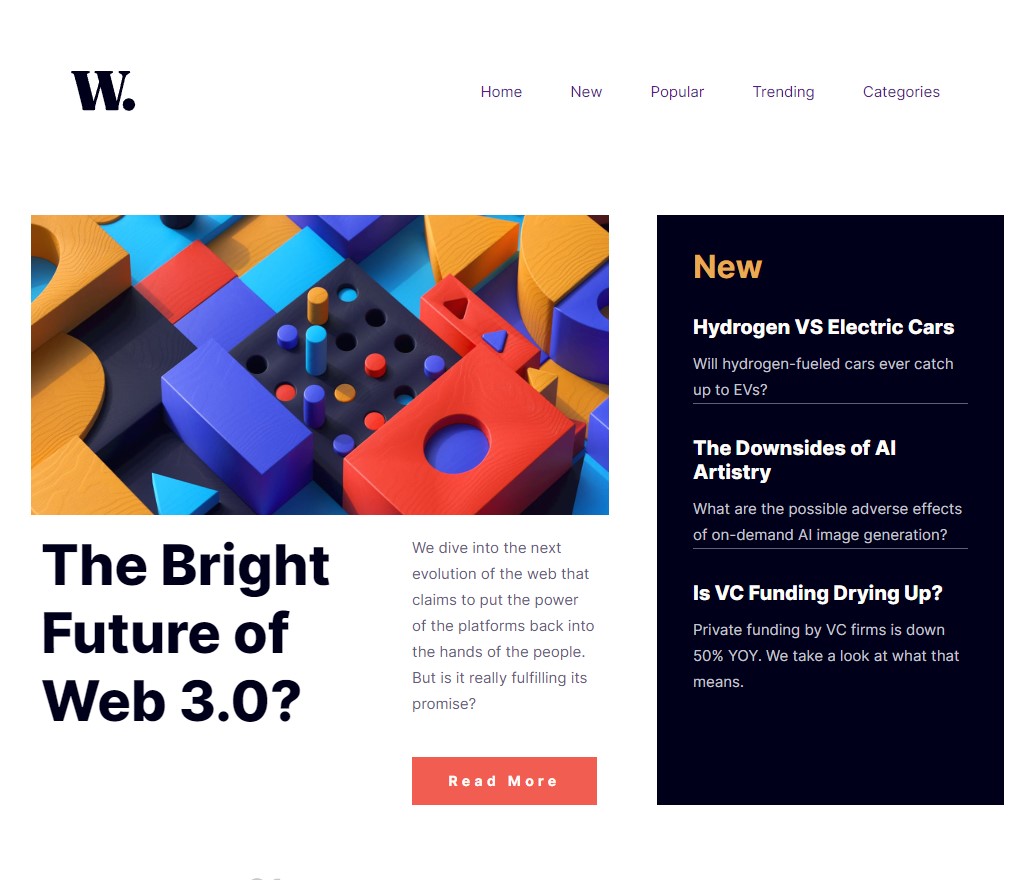 W.
Home New Popular Trending Categories
The Bright
Future of
Web 3.0?
We dive into the next
evolution of the web that
claims to put the power
of the platforms back into
the hands of the people.
But is it really fulfilling its
promise?
Read More
New
Hydrogen VS Electric Cars
Will hydrogen-fueled cars ever catch
up to EVs?
The Downsides of AI
Artistry
What are the possible adverse effects
of on-demand AI image generation?
Is VC Funding Drying Up?
Private funding by VC firms is down
50% YOY. We take a look at what that
means.